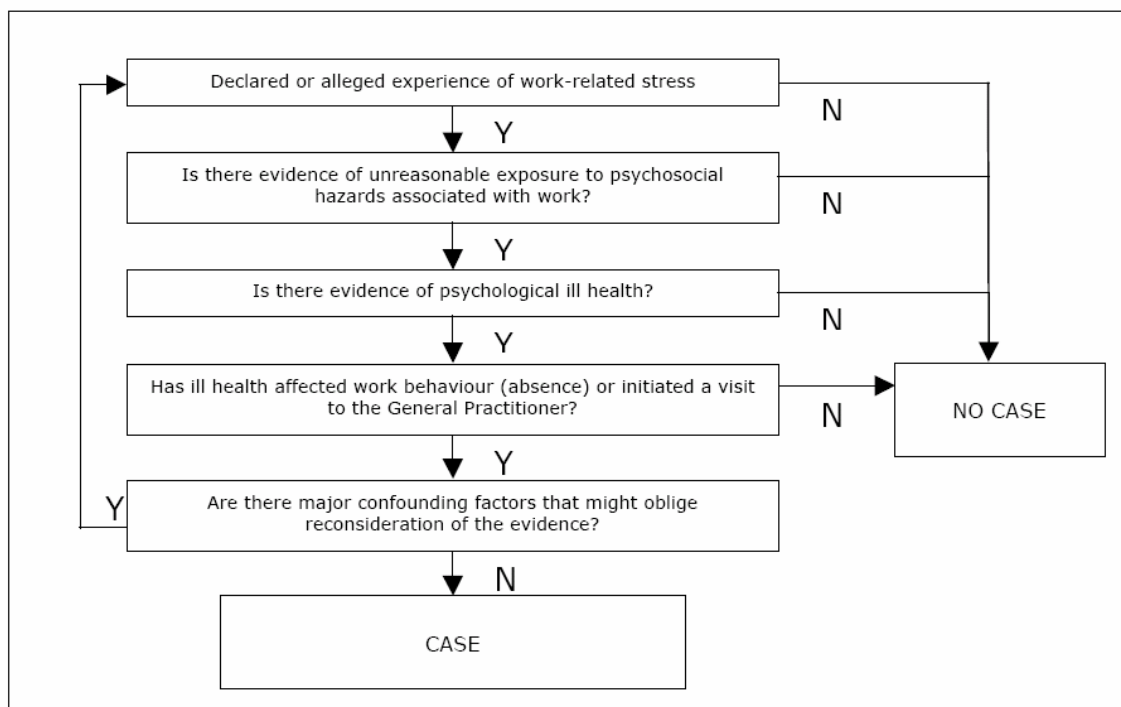 Declared or alleged experience of work-related stress
N
Y
Is there evidence of unreasonable exposure to psychosocial
hazards associated with work?
N
Y
Is there evidence of psychological ill health?
N
Y
Has ill health affected work behaviour (absence) or initiated a visit
to the General Practitioner?
N
NO CASE
Y
Are there major confounding factors that might oblige
reconsideration of the evidence?
Y
N
CASE